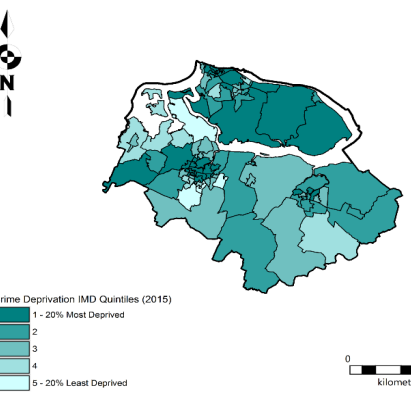 N
rime Deprivation IMD Quintiles (2015)
1 - 20% Most Deprived
2
3
4
5 - 20% Least Deprived
0
kilomet